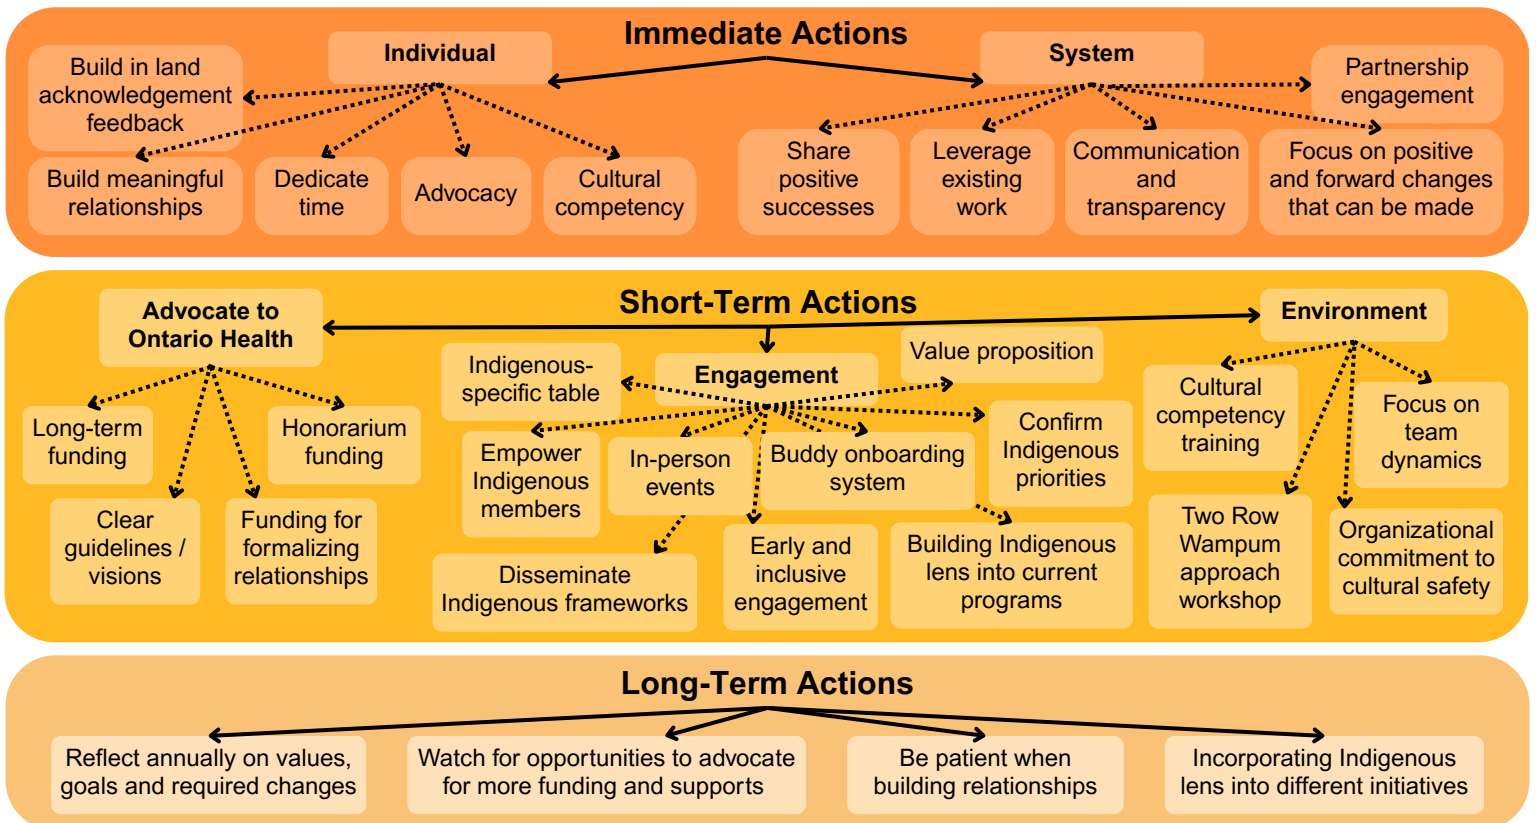 Immediate Actions
Individual
Build in land
acknowledgement
feedback
Build meaningful
relationships
Dedicate
time
Advocacy
Cultural
competency
System
Share
positive
successes
Leverage
existing
work
Communication
and
transparency
Focus on positive
and forward changes
that can be made
Partnership
engagement
Short-Term Actions
Advocate to
Ontario Health
Long-term
funding
Clear
guidelines /
visions
Funding for
formalizing
relationships
Honorarium
funding
Engagement
Indigenous-
specific table
Empower
Indigenous
members
In-person
events
Disseminate
Indigenous frameworks
Early and
inclusive
engagement
Buddy onboarding
system
Building Indigenous
lens into current
programs
Confirm
Indigenous
priorities
Value proposition
Environment
Cultural
competency
training
Two Row
Wampum
approach
workshop
Organizational
commitment to
cultural safety
Focus on
team
dynamics
Long-Term Actions
Reflect annually on values,
goals and required changes
Watch for opportunities to advocate
for more funding and supports
Be patient when
building relationships
Incorporating Indigenous
lens into different initiatives